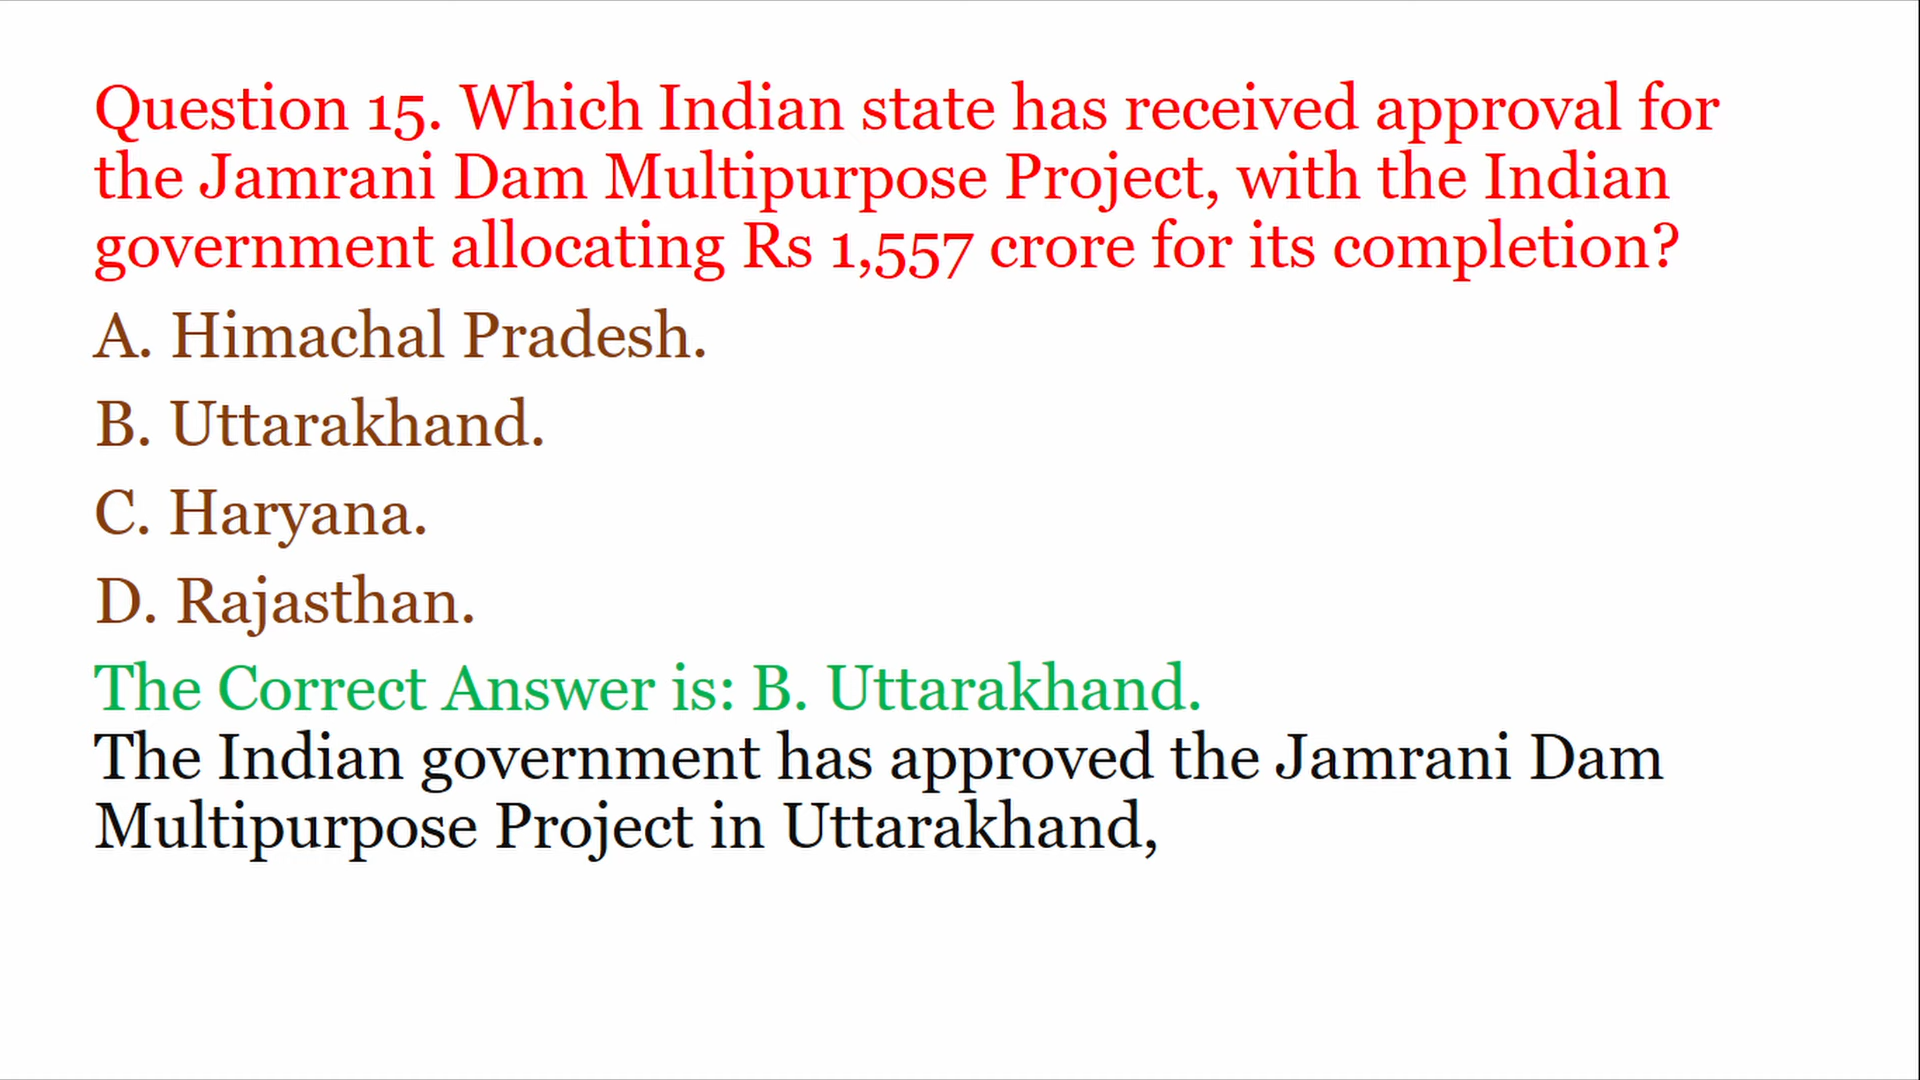 Question 15. Which Indian state has received approval for
the Jamrani Dam Multipurpose Project, with the Indian
government allocating Rs 1,557 crore for its completion?
A. Himachal Pradesh.
B. Uttarakhand.
C. Haryana.
D. Rajasthan.
The Correct Answer is: B. Uttarakhand.
The Indian government has approved the Jamrani Dam
Multipurpose Project in Uttarakhand,